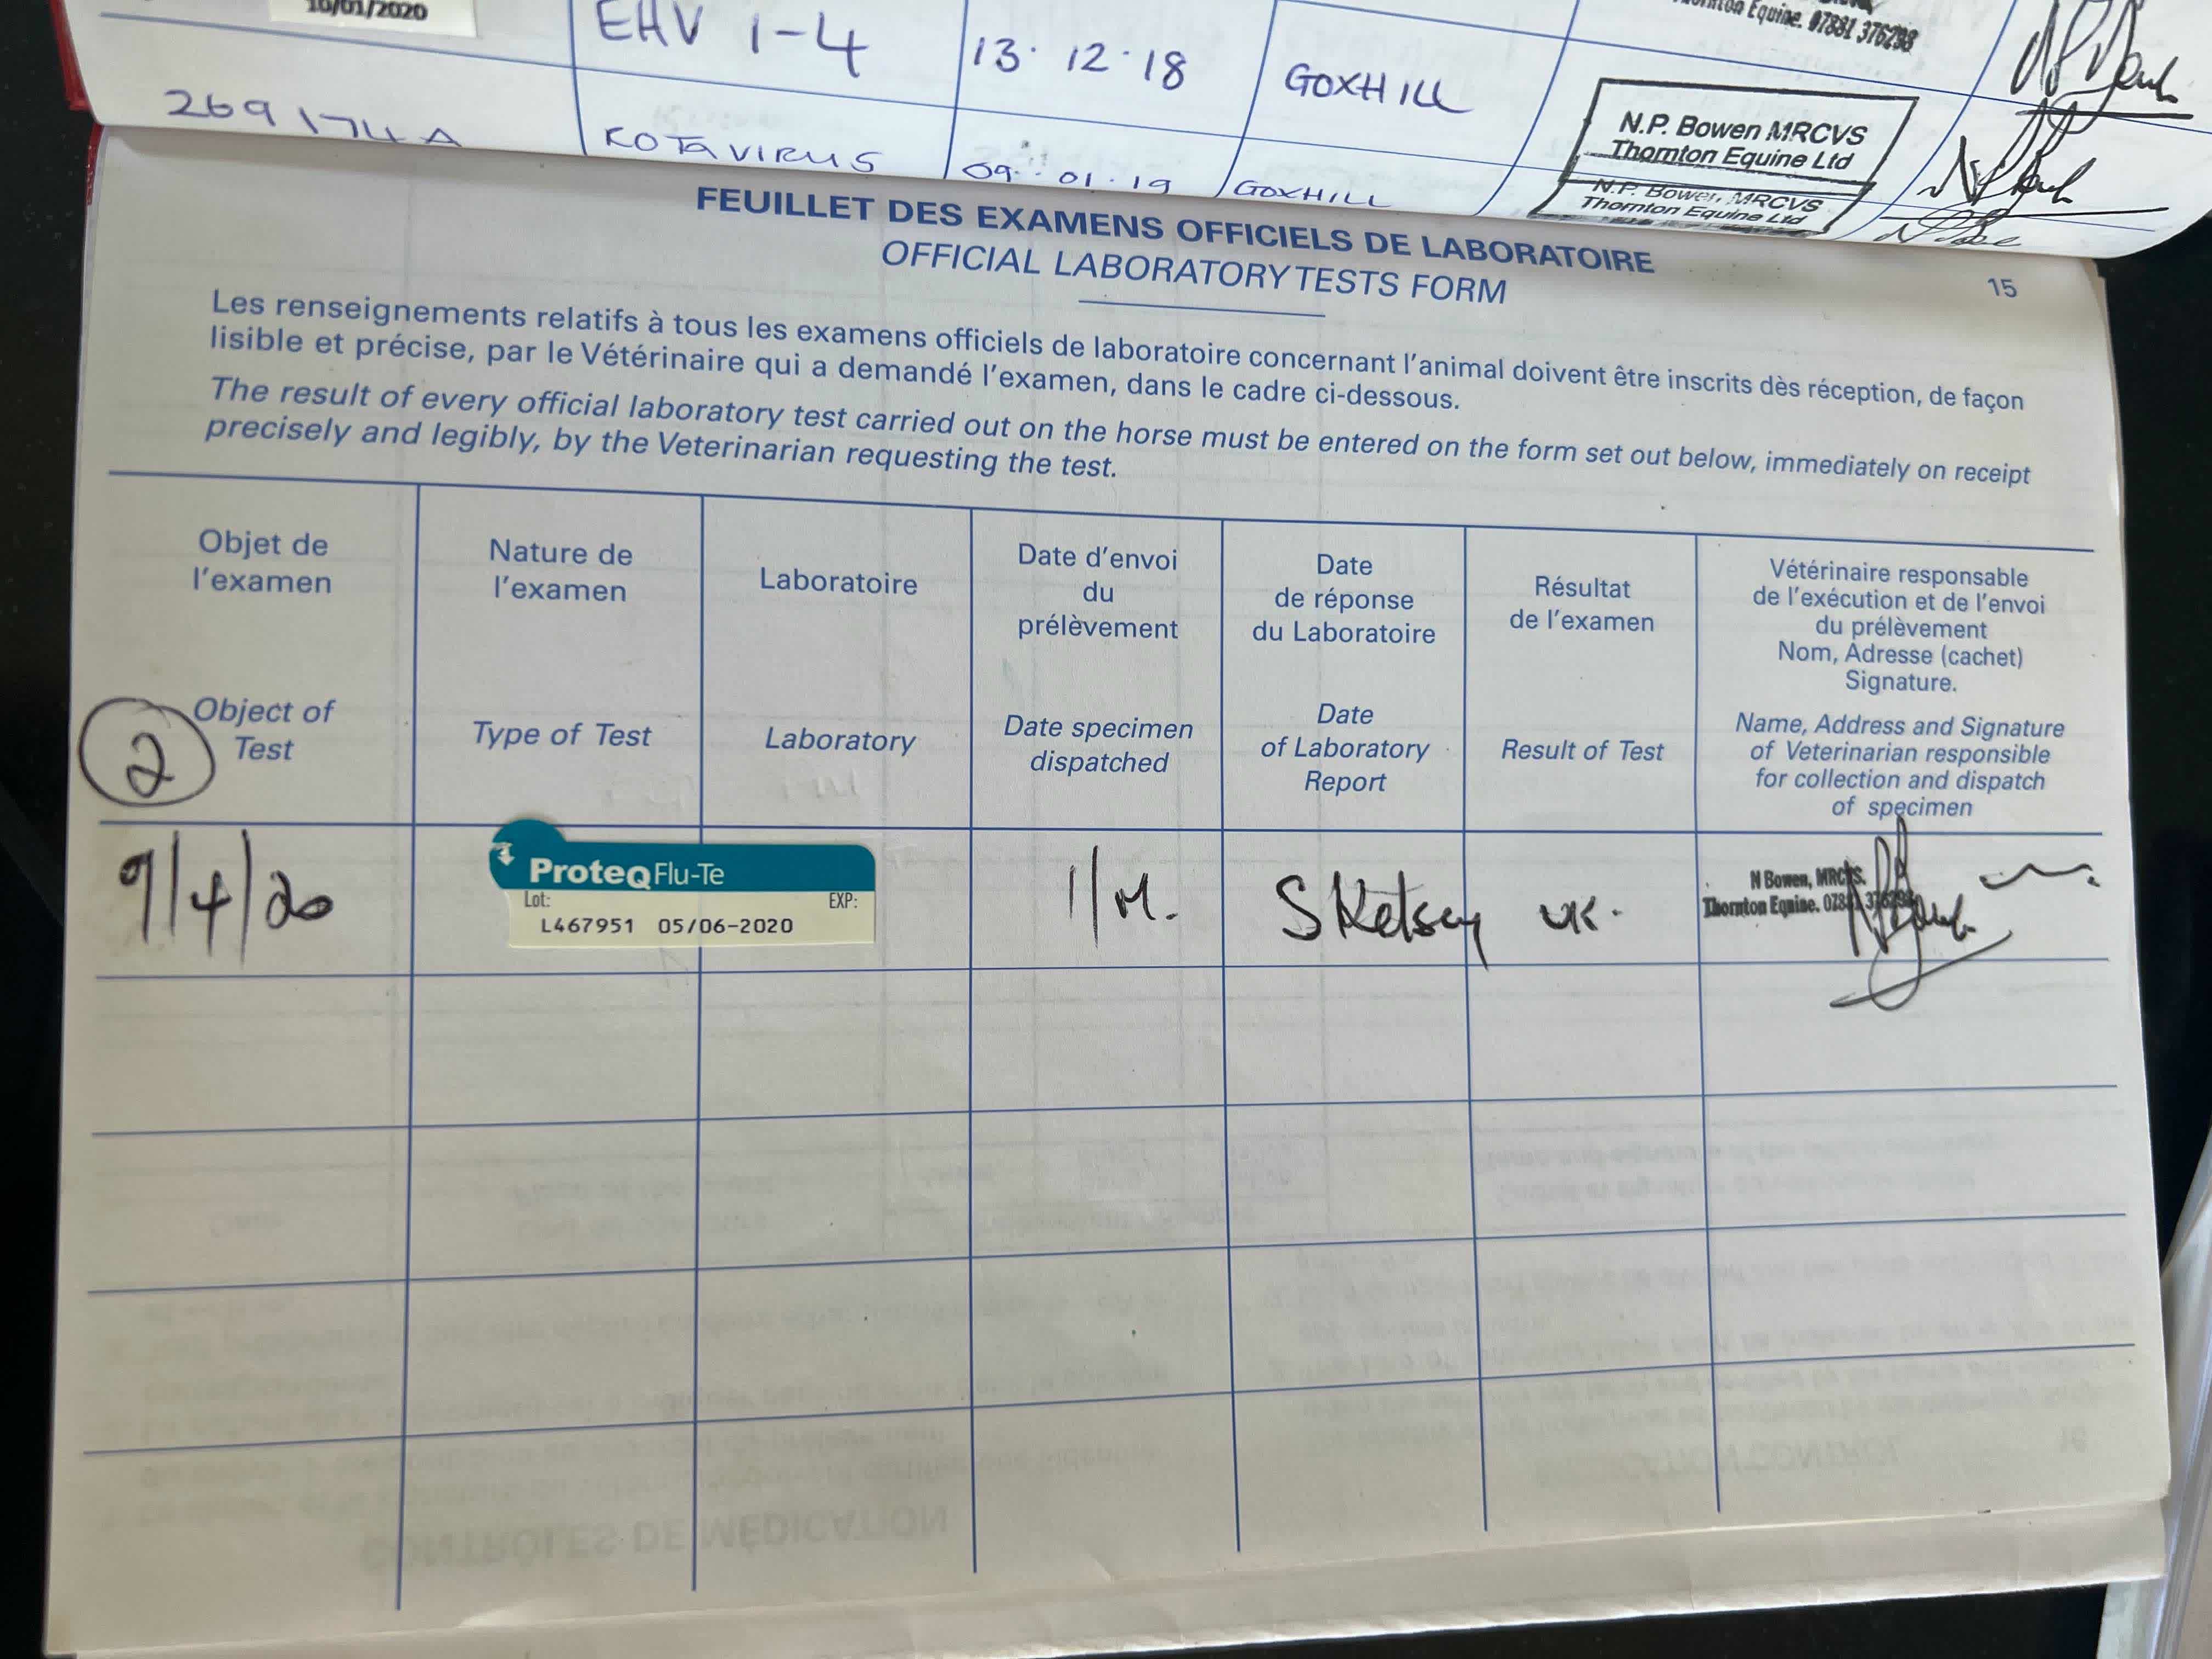 10/01/2020
EHV 1-4
13.12.18
GOXHILL
Thornton Equine. 07881 376298
N.P. Bowen MRCVS
Thornton Equine Ltd
269174A
ROTAVIRUS
09.01.19
GOXHILL
N.P. Bowen, MRCVS
Thornton Equine Ltd
FEUILLET DES EXAMENS OFFICIELS DE LABORATOIRE
OFFICIAL LABORATORY TESTS FORM
15
Les renseignements relatifs à tous les examens officiels de laboratoire concernant l'animal doivent être inscrits dès réception, de façon
lisible et précise, par le Vétérinaire qui a demandé l'examen, dans le cadre ci-dessous.
The result of every official laboratory test carried out on the horse must be entered on the form set out below, immediately on receipt
precisely and legibly, by the Veterinarian requesting the test.
Objet de
l'examen
Nature de
l'examen
Laboratoire
Date d'envoi
du
prélèvement
Date
de réponse
du Laboratoire
Résultat
de l'examen
Vétérinaire responsable
de l'exécution et de l'envoi
du prélèvement
Nom, Adresse (cachet)
Signature.
2
Object of
Test
Type of Test
Laboratory
Date specimen
dispatched
Date
of Laboratory
Report
Result of Test
Name, Address and Signature
of Veterinarian responsible
for collection and dispatch
of specimen
9/4/20
ProteqFlu-Te
Lot:
EXP:
L467951 05/06-2020
I/M.
S Kelsey UK.
N Bowen, MRCVS.
Thornton Equine. 07881 376298
CONTRÔLES DE MÉDICATION
MEDICATION CONTROL
16